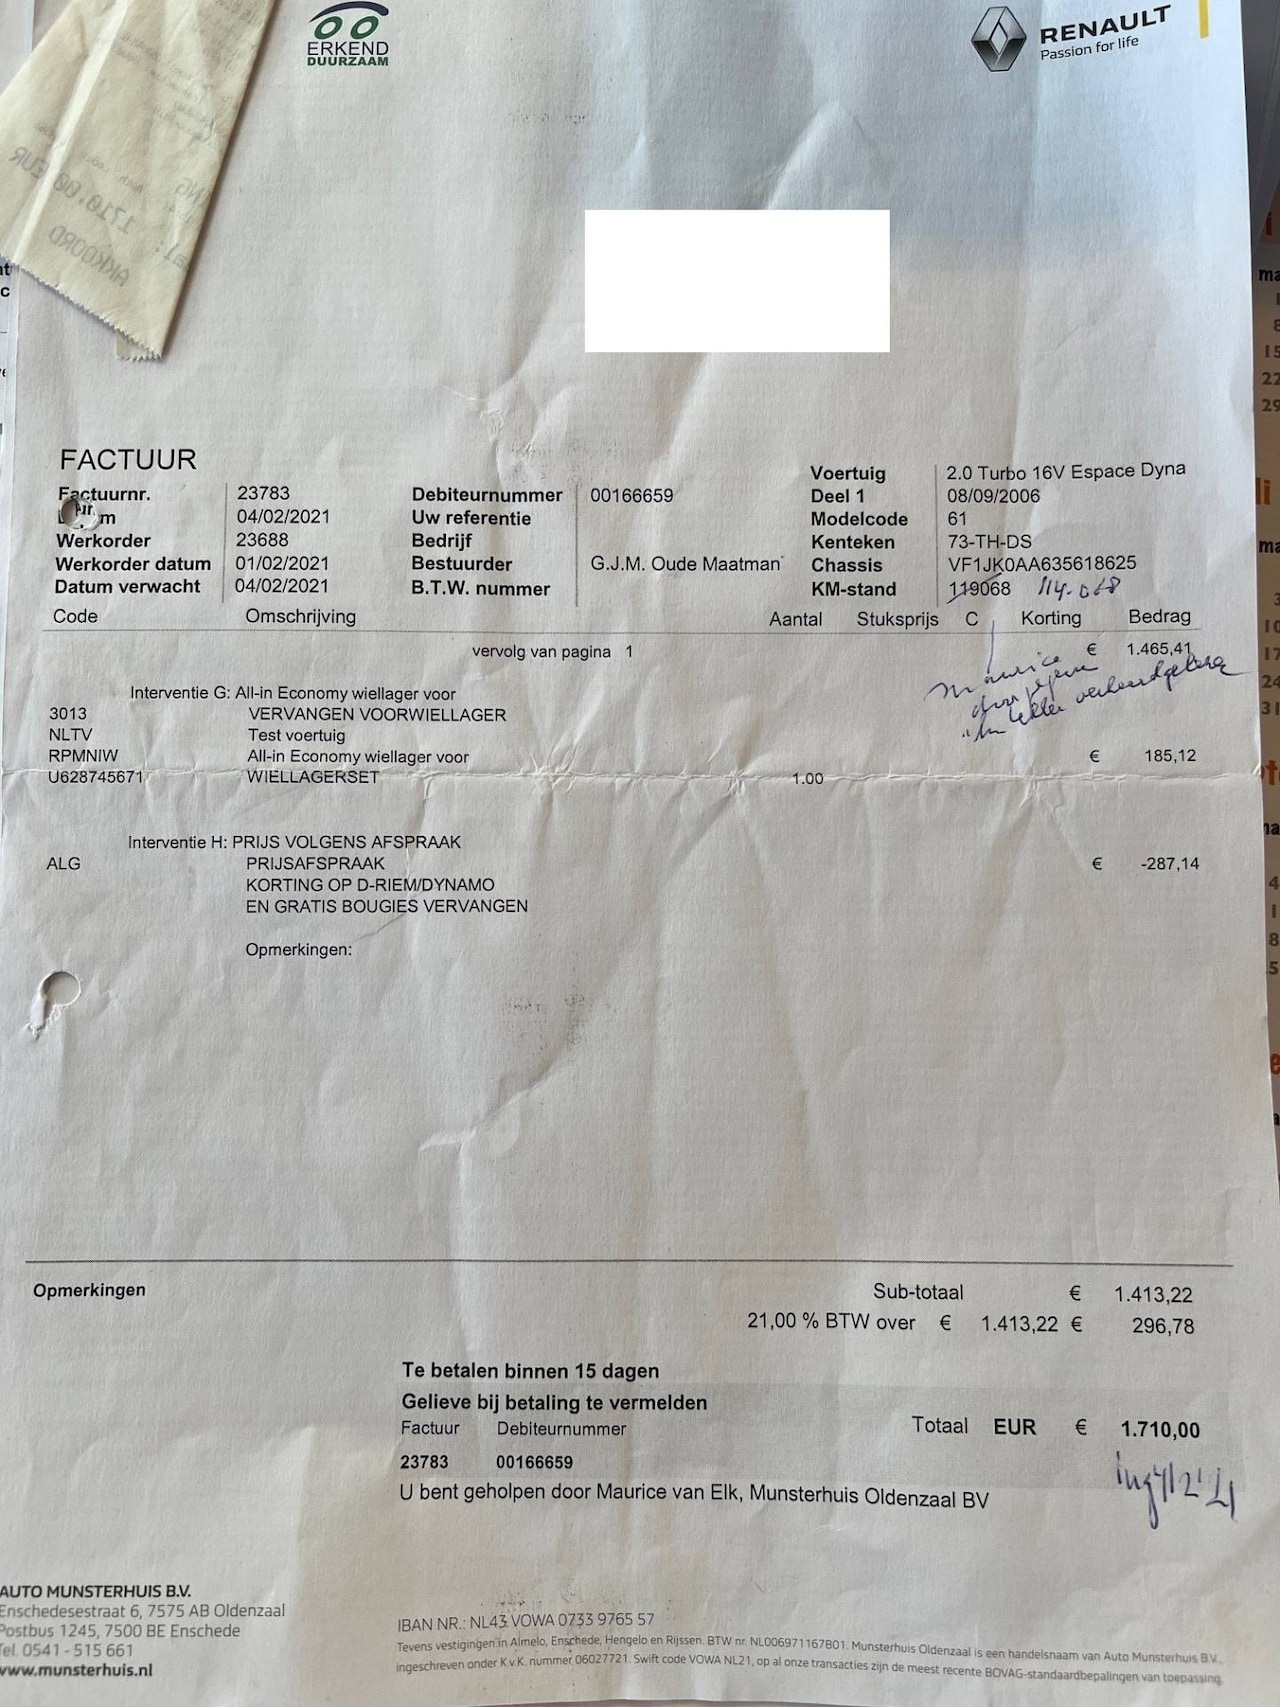 ERKEND
DUURZAAM
RENAULT
Passion for life
1710.00 EUR
AKKOORD
FACTUUR
Factuurnr. 23783
04/02/2021
Werkorder 23688
Werkorder datum 01/02/2021
Datum verwacht 04/02/2021
Debiteurnummer 00166659
Uw referentie
Bedrijf
Bestuurder G.J.M. Oude Maatman
B.T.W. nummer
Voertuig 2.0 Turbo 16V Espace Dyna
Deel 1 08/09/2006
Modelcode 61
Kenteken 73-TH-DS
Chassis VF1JK0AA635618625
KM-stand 119068 114.068
Code Omschrijving Aantal Stuksprijs C Korting Bedrag
vervolg van pagina 1 € 1.465,41
Maurice
doorgegeven
Interventie G: All-in Economy wiellager voor
3013 VERVANGEN VOORWIELLAGER
NLTV Test voertuig
RPMNIW All-in Economy wiellager voor € 185,12
U628745671 WIELLAGERSET 1.00
Interventie H: PRIJS VOLGENS AFSPRAAK
ALG PRIJSAFSPRAAK € -287,14
KORTING OP D-RIEM/DYNAMO
EN GRATIS BOUGIES VERVANGEN
Opmerkingen:
Opmerkingen
Sub-totaal € 1.413,22
21,00 % BTW over € 1.413,22 € 296,78
Te betalen binnen 15 dagen
Gelieve bij betaling te vermelden
Factuur Debiteurnummer
Totaal EUR € 1.710,00
23783 00166659
U bent geholpen door Maurice van Elk, Munsterhuis Oldenzaal BV
AUTO MUNSTERHUIS B.V.
Enschedesestraat 6, 7575 AB Oldenzaal
Postbus 1245, 7500 BE Enschede
Tel. 0541 - 515 661
www.munsterhuis.nl
IBAN NR.: NL43 VOWA 0733 9765 57
Tevens vestigingen in Almelo, Enschede, Hengelo en Rijssen. BTW nr. NL006971167B01. Munsterhuis Oldenzaal is een handelsnaam van Auto Munsterhuis B.V.,
ingeschreven onder K.v.K. nummer 06027721. Swift code VOWA NL21, op al onze transacties zijn de meest recente BOVAG-standaardbepalingen van toepassing.